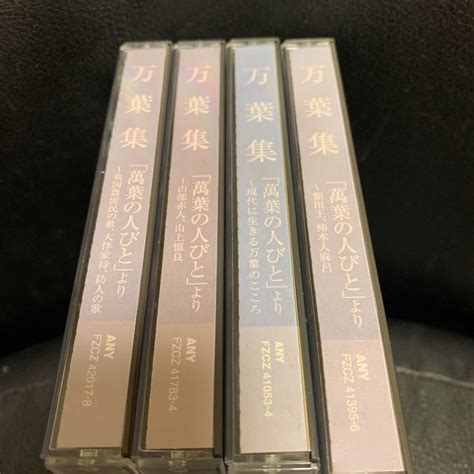 万葉集
「萬葉の人びと」より
～東国農庶民の歌、大伴家持、防人の歌
ANY
FZCZ 42017-8
万葉集
「萬葉の人びと」より
～山部赤人、山上憶良
ANY
FZCZ 41783-4
万葉集
「萬葉の人びと」より
～現代に生きる万葉のこころ
ANY
FZCZ 41053-4
万葉集
「萬葉の人びと」より
～額田王、柿本人麻呂
ANY
FZCZ 41395-6